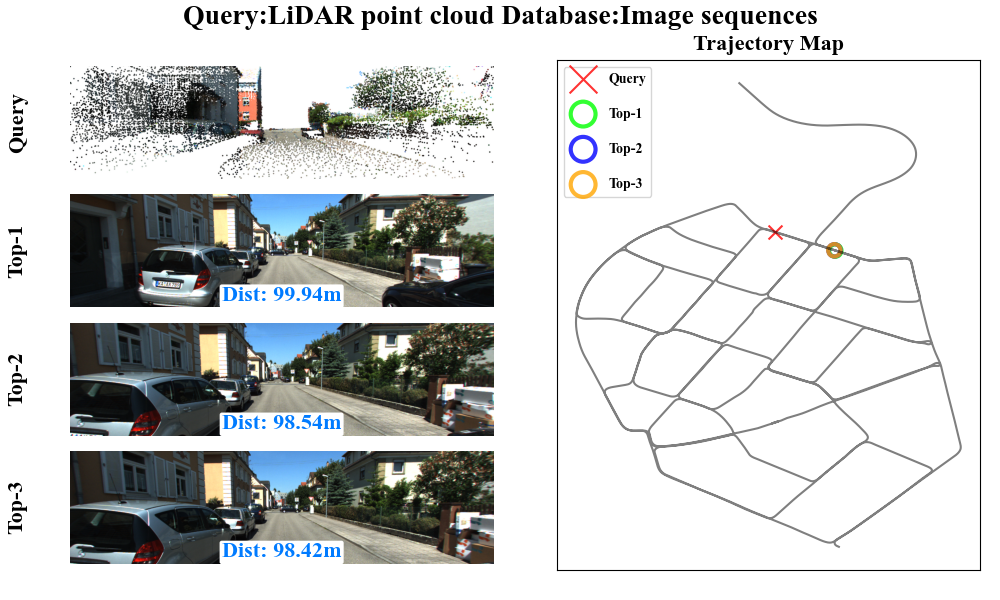 Query:LiDAR point cloud Database:Image sequences
Trajectory Map
Query
Top-1
Top-2
Top-3
Query
Top-1
Dist: 99.94m
Top-2
Dist: 98.54m
Top-3
Dist: 98.42m